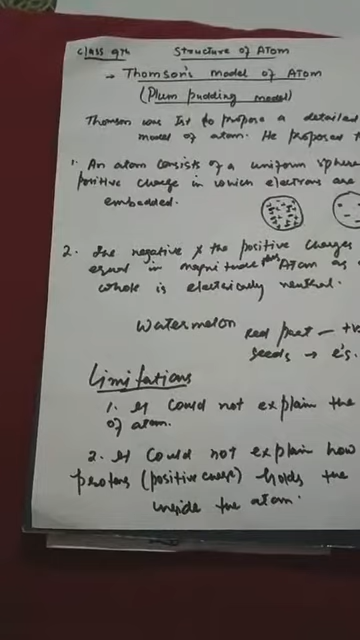 class 9th
Structure of Atom
→ Thomson's model of Atom
(Plum pudding model)
Thomson was Ist to propose a detailed
model of atom. He proposed
1. An atom consists of a uniform sphere
positive charge in which electrons are
embedded.
2. The negative & the positive charges
equal in magnitude Atom as
whole is electrically neutral.
Watermelon
red part – +ve
seeds → e's.
Limitations
1. It could not explain the
of atom.
2. It could not explain how
protons (positive charge) holds the
inside the atom.